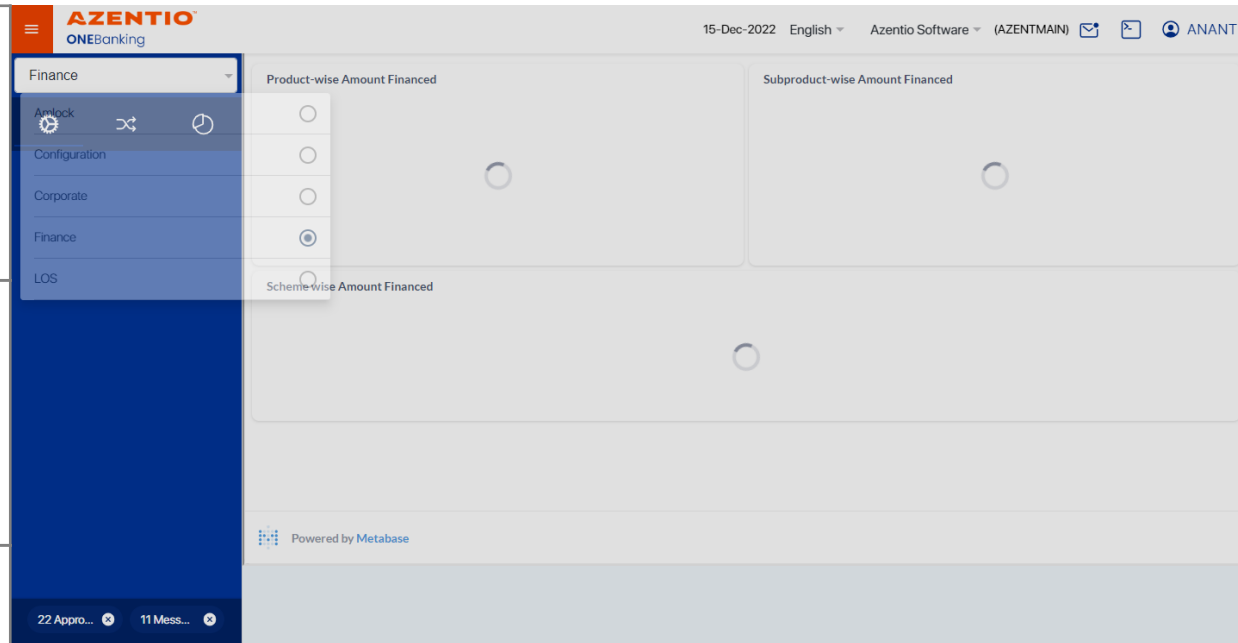 AZENTIO™
ONEBanking
15-Dec-2022 English Azentio Software (AZENTMAIN) ANANT
Finance
Amlock
Configuration
Corporate
Finance
LOS
Product-wise Amount Financed
Subproduct-wise Amount Financed
Scheme-wise Amount Financed
Powered by Metabase
22 Appro... 11 Mess...